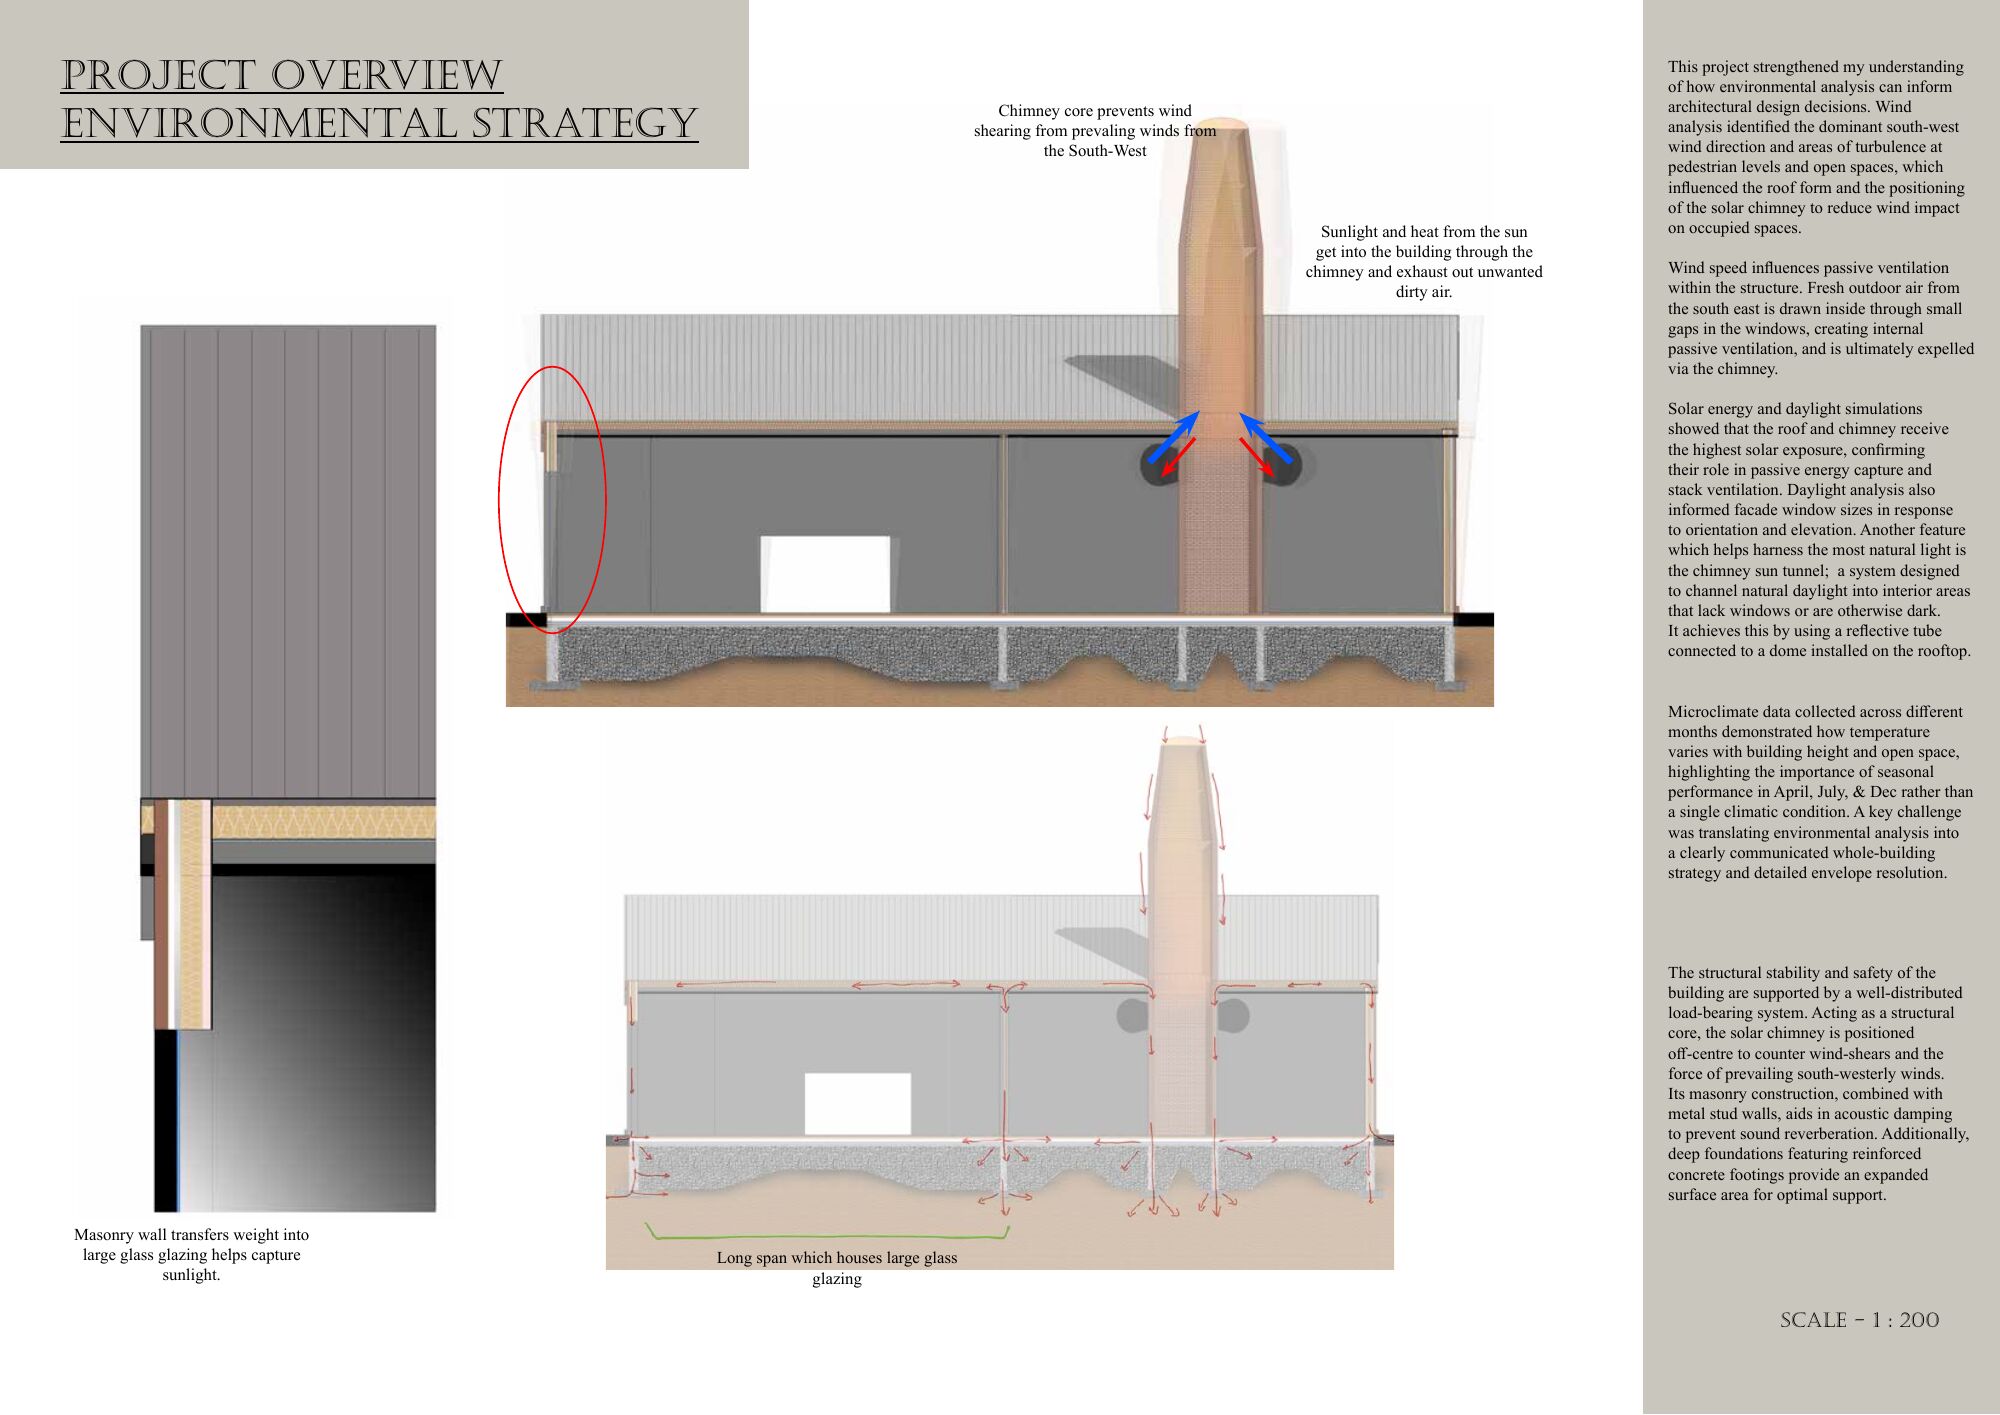 PROJECT OVERVIEW
ENVIRONMENTAL STRATEGY
Chimney core prevents wind
shearing from prevaling winds from
the South-West
Sunlight and heat from the sun
get into the building through the
chimney and exhaust out unwanted
dirty air.
Masonry wall transfers weight into
large glass glazing helps capture
sunlight.
Long span which houses large glass
glazing
This project strengthened my understanding
of how environmental analysis can inform
architectural design decisions. Wind
analysis identified the dominant south-west
wind direction and areas of turbulence at
pedestrian levels and open spaces, which
influenced the roof form and the positioning
of the solar chimney to reduce wind impact
on occupied spaces.
Wind speed influences passive ventilation
within the structure. Fresh outdoor air from
the south east is drawn inside through small
gaps in the windows, creating internal
passive ventilation, and is ultimately expelled
via the chimney.
Solar energy and daylight simulations
showed that the roof and chimney receive
the highest solar exposure, confirming
their role in passive energy capture and
stack ventilation. Daylight analysis also
informed facade window sizes in response
to orientation and elevation. Another feature
which helps harness the most natural light is
the chimney sun tunnel;  a system designed
to channel natural daylight into interior areas
that lack windows or are otherwise dark.
It achieves this by using a reflective tube
connected to a dome installed on the rooftop.
Microclimate data collected across different
months demonstrated how temperature
varies with building height and open space,
highlighting the importance of seasonal
performance in April, July, & Dec rather than
a single climatic condition. A key challenge
was translating environmental analysis into
a clearly communicated whole-building
strategy and detailed envelope resolution.
The structural stability and safety of the
building are supported by a well-distributed
load-bearing system. Acting as a structural
core, the solar chimney is positioned
off-centre to counter wind-shears and the
force of prevailing south-westerly winds.
Its masonry construction, combined with
metal stud walls, aids in acoustic damping
to prevent sound reverberation. Additionally,
deep foundations featuring reinforced
concrete footings provide an expanded
surface area for optimal support.
SCALE - 1 : 200